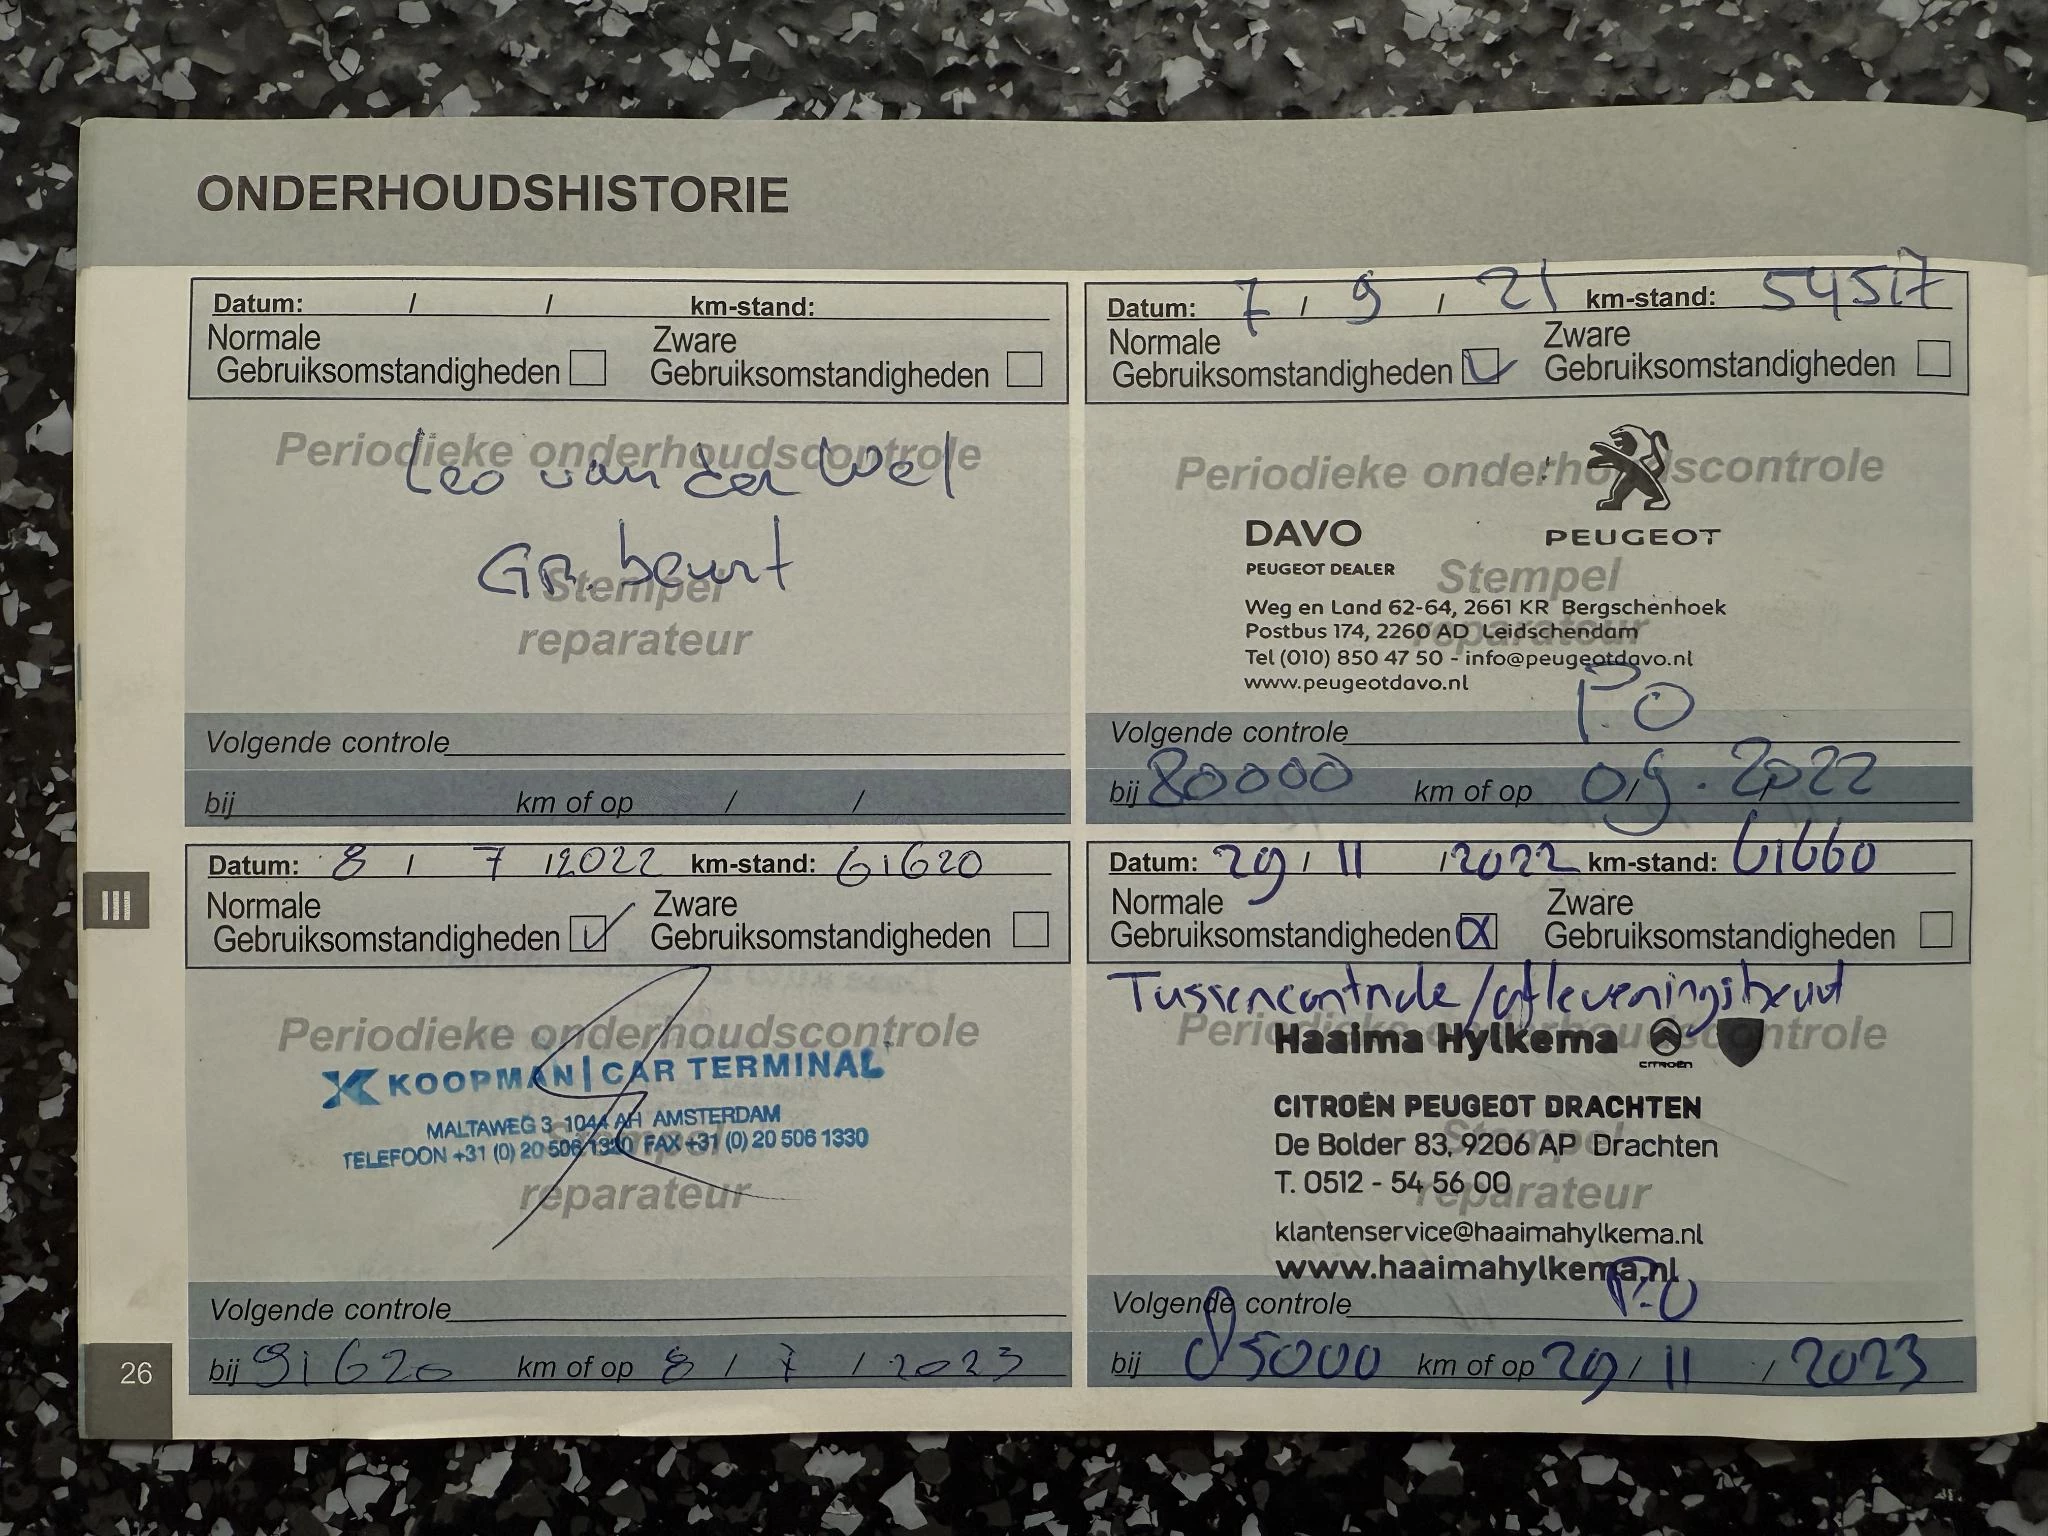 ONDERHOUDSHISTORIE
Datum: / / km-stand:
Normale Gebruiksomstandigheden
Zware Gebruiksomstandigheden
Periodieke onderhoudscontrole
Leo van der Wel
Gr. beurt
Stempel
reparateur
Volgende controle
bij km of op / /
Datum: 7 / 9 / 21 km-stand: 54517
Normale Gebruiksomstandigheden
Zware Gebruiksomstandigheden
Periodieke onderhoudscontrole
DAVO PEUGEOT
PEUGEOT DEALER
Stempel
Weg en Land 62-64, 2661 KR Bergschenhoek
reparateur
Postbus 174, 2260 AD Leidschendam
Tel (010) 850 47 50 - info@peugeotdavo.nl
www.peugeotdavo.nl
P.O
Volgende controle
bij 80000 km of op 09.2022
Datum: 8 / 7 /2022 km-stand: 61620
Normale Gebruiksomstandigheden
Zware Gebruiksomstandigheden
Periodieke onderhoudscontrole
KOOPMAN | CAR TERMINAL
MALTAWEG 3 1044 AH AMSTERDAM
TELEFOON +31 (0) 20 506 1320 FAX +31 (0) 20 506 1330
Stempel
reparateur
Volgende controle
bij 91620 km of op 8 / 7 / 2023
Datum: 29 / 11 /2022 km-stand: 61660
Normale Gebruiksomstandigheden
Zware Gebruiksomstandigheden
Tussencontrole/afleveringsbeurt
Periodieke onderhoudscontrole
Haaima Hylkema CITROËN
CITROËN PEUGEOT DRACHTEN
Stempel
De Bolder 83, 9206 AP Drachten
T. 0512 - 54 56 00
reparateur
klantenservice@haaimahylkema.nl
www.haaimahylkema.nl
P.O
Volgende controle
bij 85000 km of op 29 / 11 / 2023
III
26